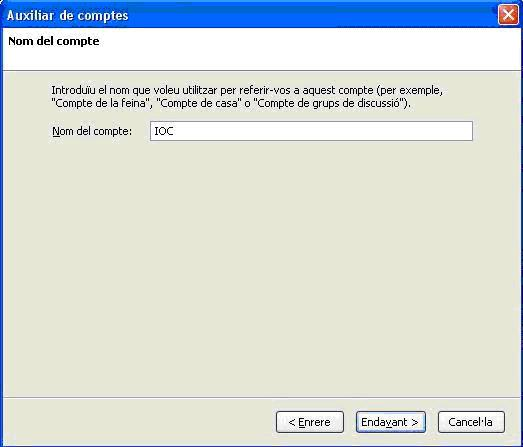 Auxiliar de comptes
Nom del compte
Introduïu el nom que voleu utilitzar per referir-vos a aquest compte (per exemple,
"Compte de la feina", "Compte de casa" o "Compte de grups de discussió").
Nom del compte: IOC
< Enrere Endavant > Cancel·la